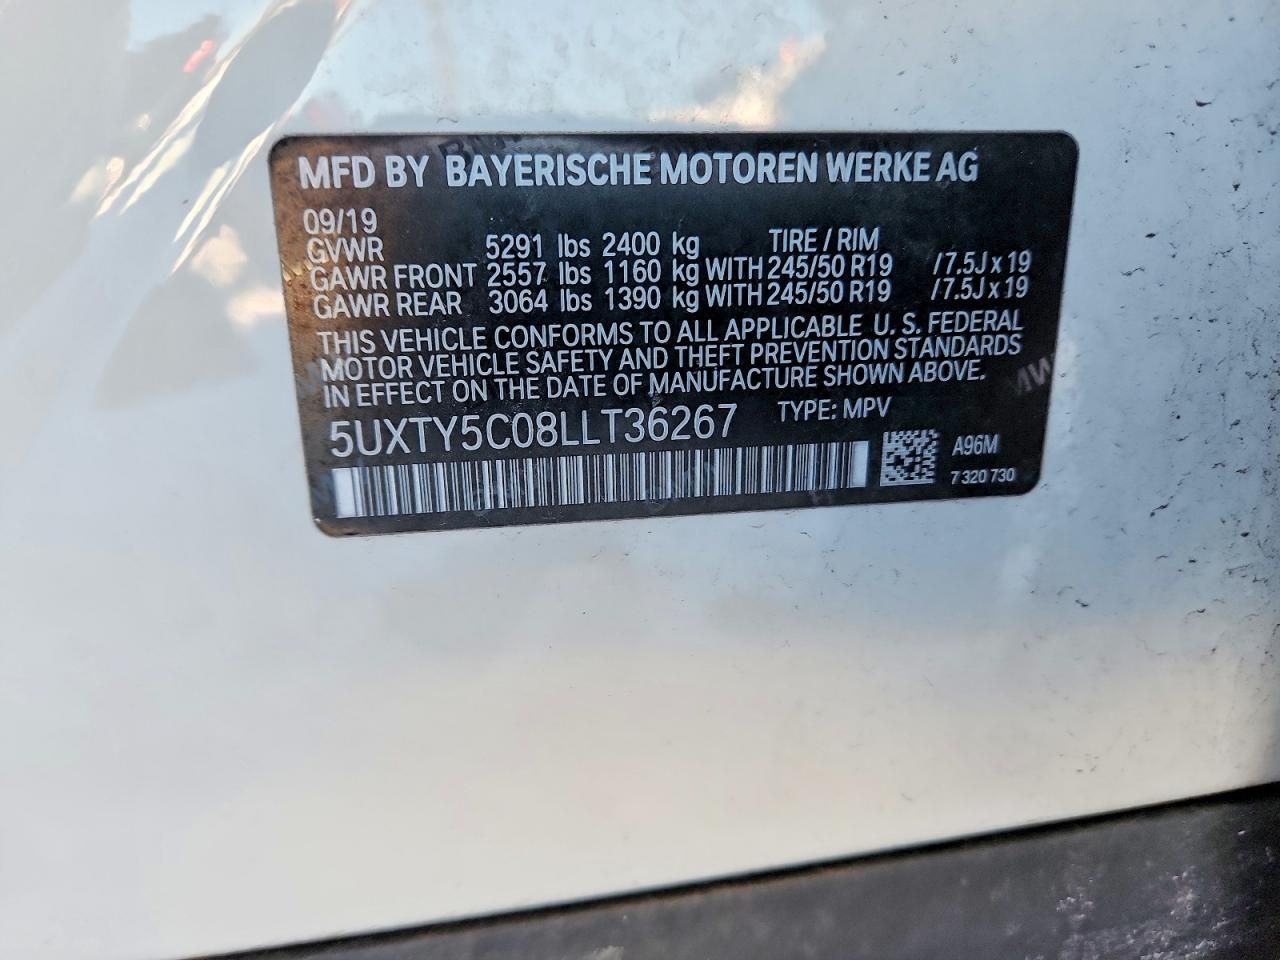 MFD BY BAYERISCHE MOTOREN WERKE AG
09/19
GVWR 5291 lbs 2400 kg TIRE / RIM
GAWR FRONT 2557 lbs 1160 kg WITH 245/50 R19 /7.5J x 19
GAWR REAR 3064 lbs 1390 kg WITH 245/50 R19 /7.5J x 19
THIS VEHICLE CONFORMS TO ALL APPLICABLE U. S. FEDERAL
MOTOR VEHICLE SAFETY AND THEFT PREVENTION STANDARDS
IN EFFECT ON THE DATE OF MANUFACTURE SHOWN ABOVE.
5UXTY5C08LLT36267 TYPE: MPV
A96M
7 320 730